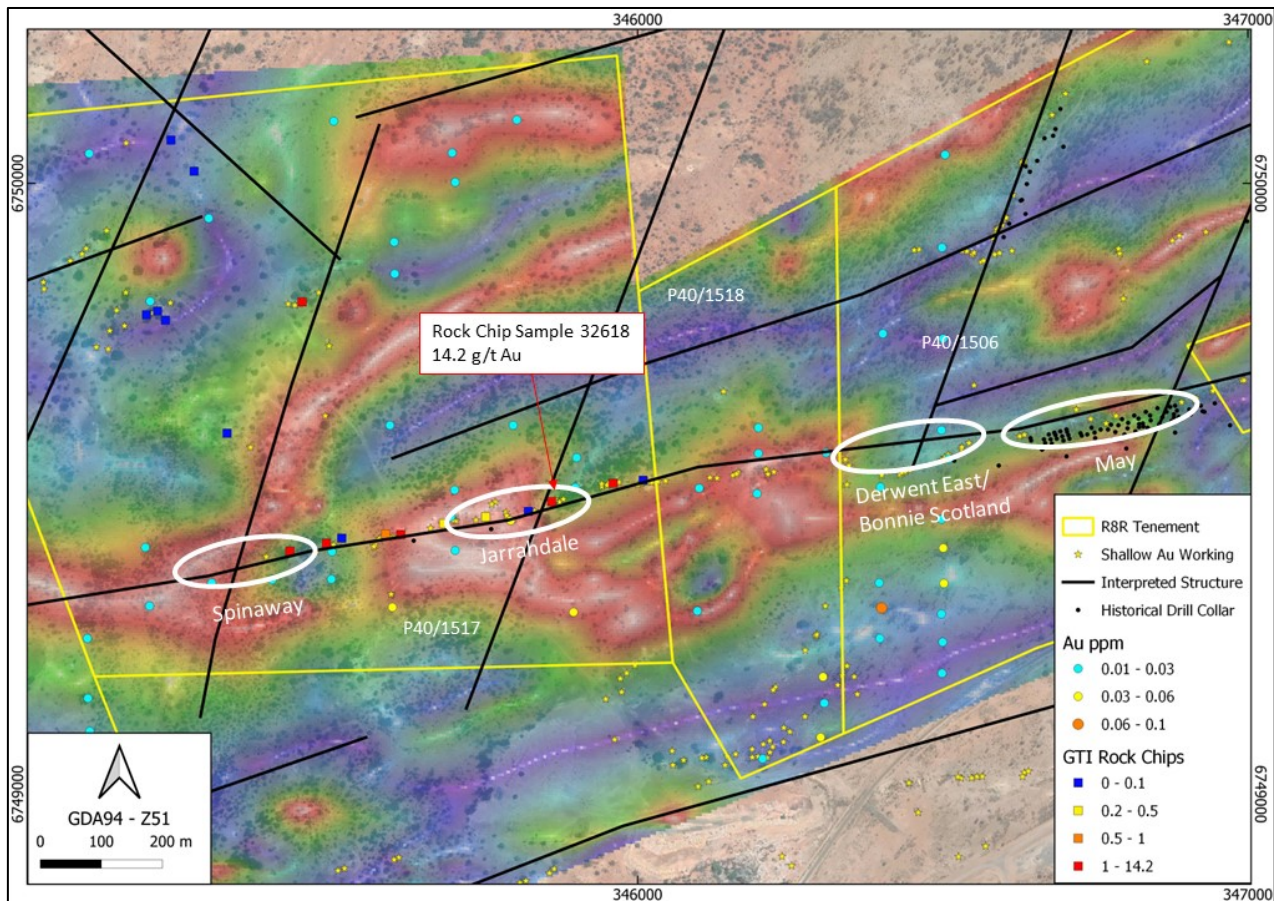 346000
347000
6750000
6750000
P40/1518
Rock Chip Sample 32618
14.2 g/t Au
P40/1506
May
Derwent East/
Bonnie Scotland
Jarrahdale
Spinaway
P40/1517
R8R Tenement
Shallow Au Working
Interpreted Structure
Historical Drill Collar
Au ppm
0.01 - 0.03
0.03 - 0.06
0.06 - 0.1
GTI Rock Chips
0 - 0.1
0.2 - 0.5
0.5 - 1
1 - 14.2
GDA94 - Z51
0 100 200 m
6749000
6749000
346000
347000